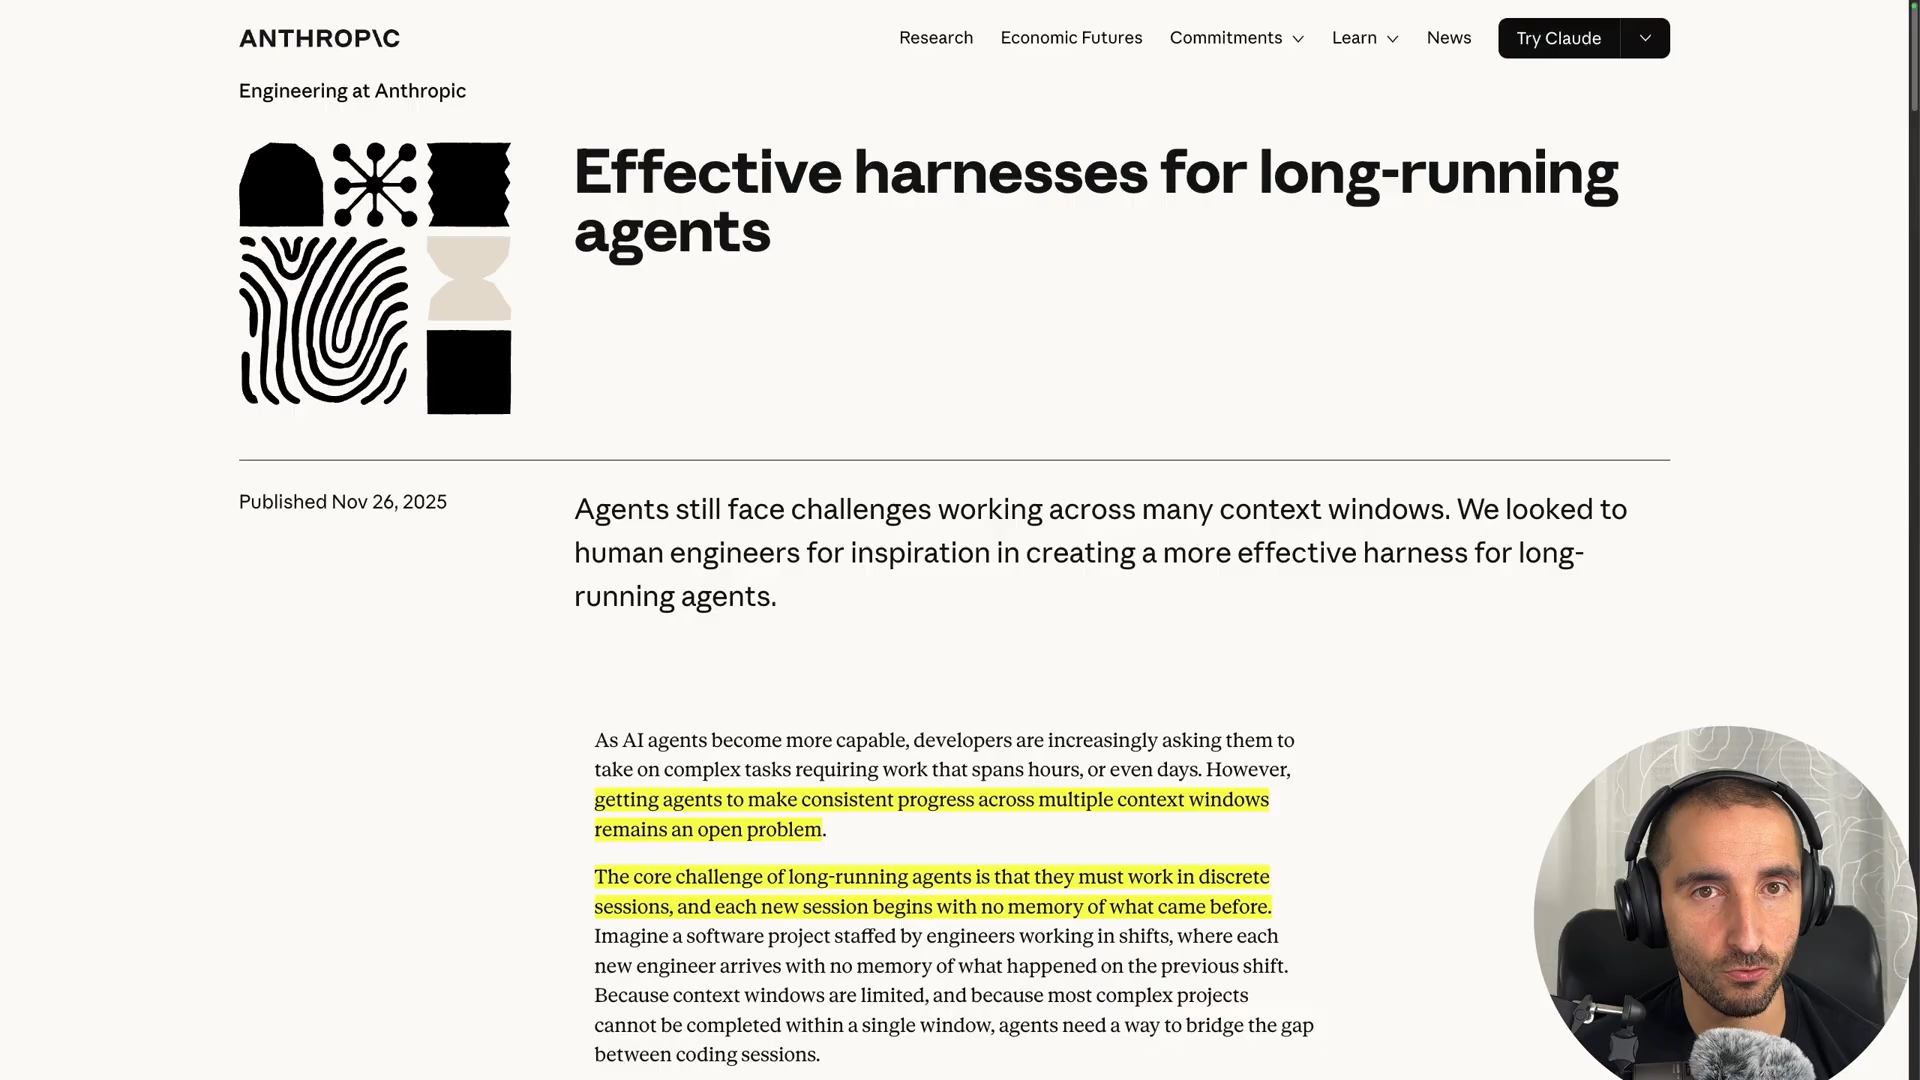 ANTHROP\C
Research
Economic Futures
Commitments
Learn
News
Try Claude
Engineering at Anthropic
Effective harnesses for long-running
agents
Published Nov 26, 2025
Agents still face challenges working across many context windows. We looked to
human engineers for inspiration in creating a more effective harness for long-
running agents.
As AI agents become more capable, developers are increasingly asking them to
take on complex tasks requiring work that spans hours, or even days. However,
getting agents to make consistent progress across multiple context windows
remains an open problem.
The core challenge of long-running agents is that they must work in discrete
sessions, and each new session begins with no memory of what came before.
Imagine a software project staffed by engineers working in shifts, where each
new engineer arrives with no memory of what happened on the previous shift.
Because context windows are limited, and because most complex projects
cannot be completed within a single window, agents need a way to bridge the gap
between coding sessions.